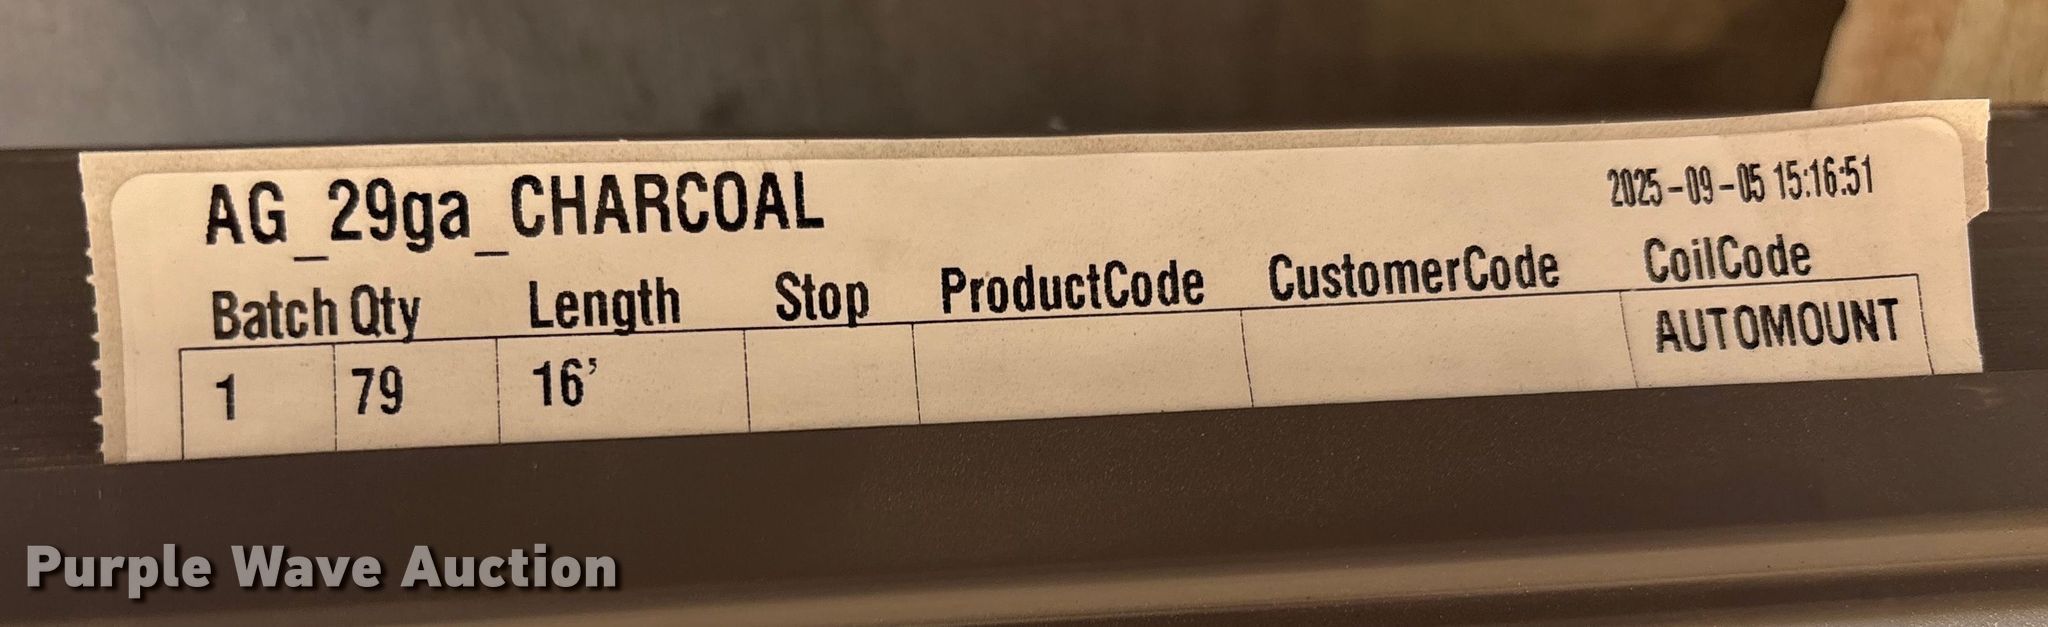 AG_29ga_CHARCOAL 2025-09-05 15:16:51
Batch Qty Length Stop ProductCode CustomerCode CoilCode
1 79 16' AUTOMOUNT
Purple Wave Auction